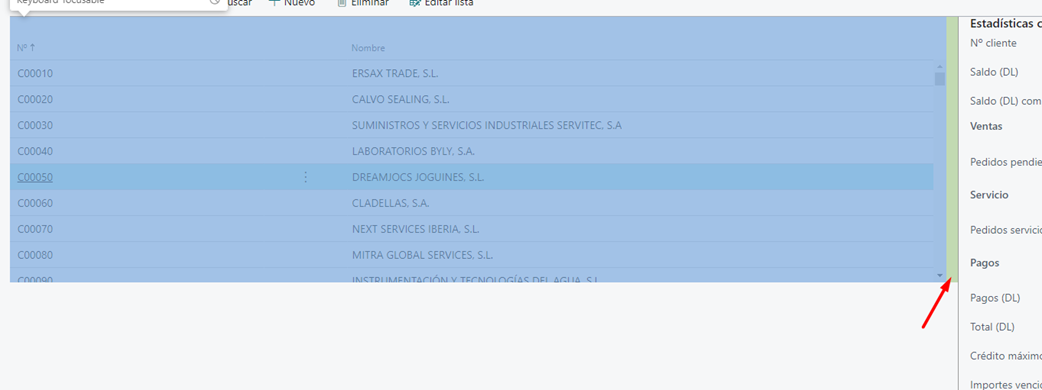 Keyboard-focusable
uscar
Nuevo
Eliminar
Editar lista
Nº ↑ Nombre
C00010 ERSAX TRADE, S.L.
C00020 CALVO SEALING, S.L.
C00030 SUMINISTROS Y SERVICIOS INDUSTRIALES SERVITEC, S.A
C00040 LABORATORIOS BYLY, S.A.
C00050 DREAMJOCS JOGUINES, S.L.
C00060 CLADELLAS, S.A.
C00070 NEXT SERVICES IBERIA, S.L.
C00080 MITRA GLOBAL SERVICES, S.L.
C00090 INSTRUMENTACIÓN Y TECNOLOGÍAS DEL AGUA, S.L.
Estadísticas c
Nº cliente
Saldo (DL)
Saldo (DL) com
Ventas
Pedidos pendie
Servicio
Pedidos servicio
Pagos
Pagos (DL)
Total (DL)
Crédito máximo
Importes vencid